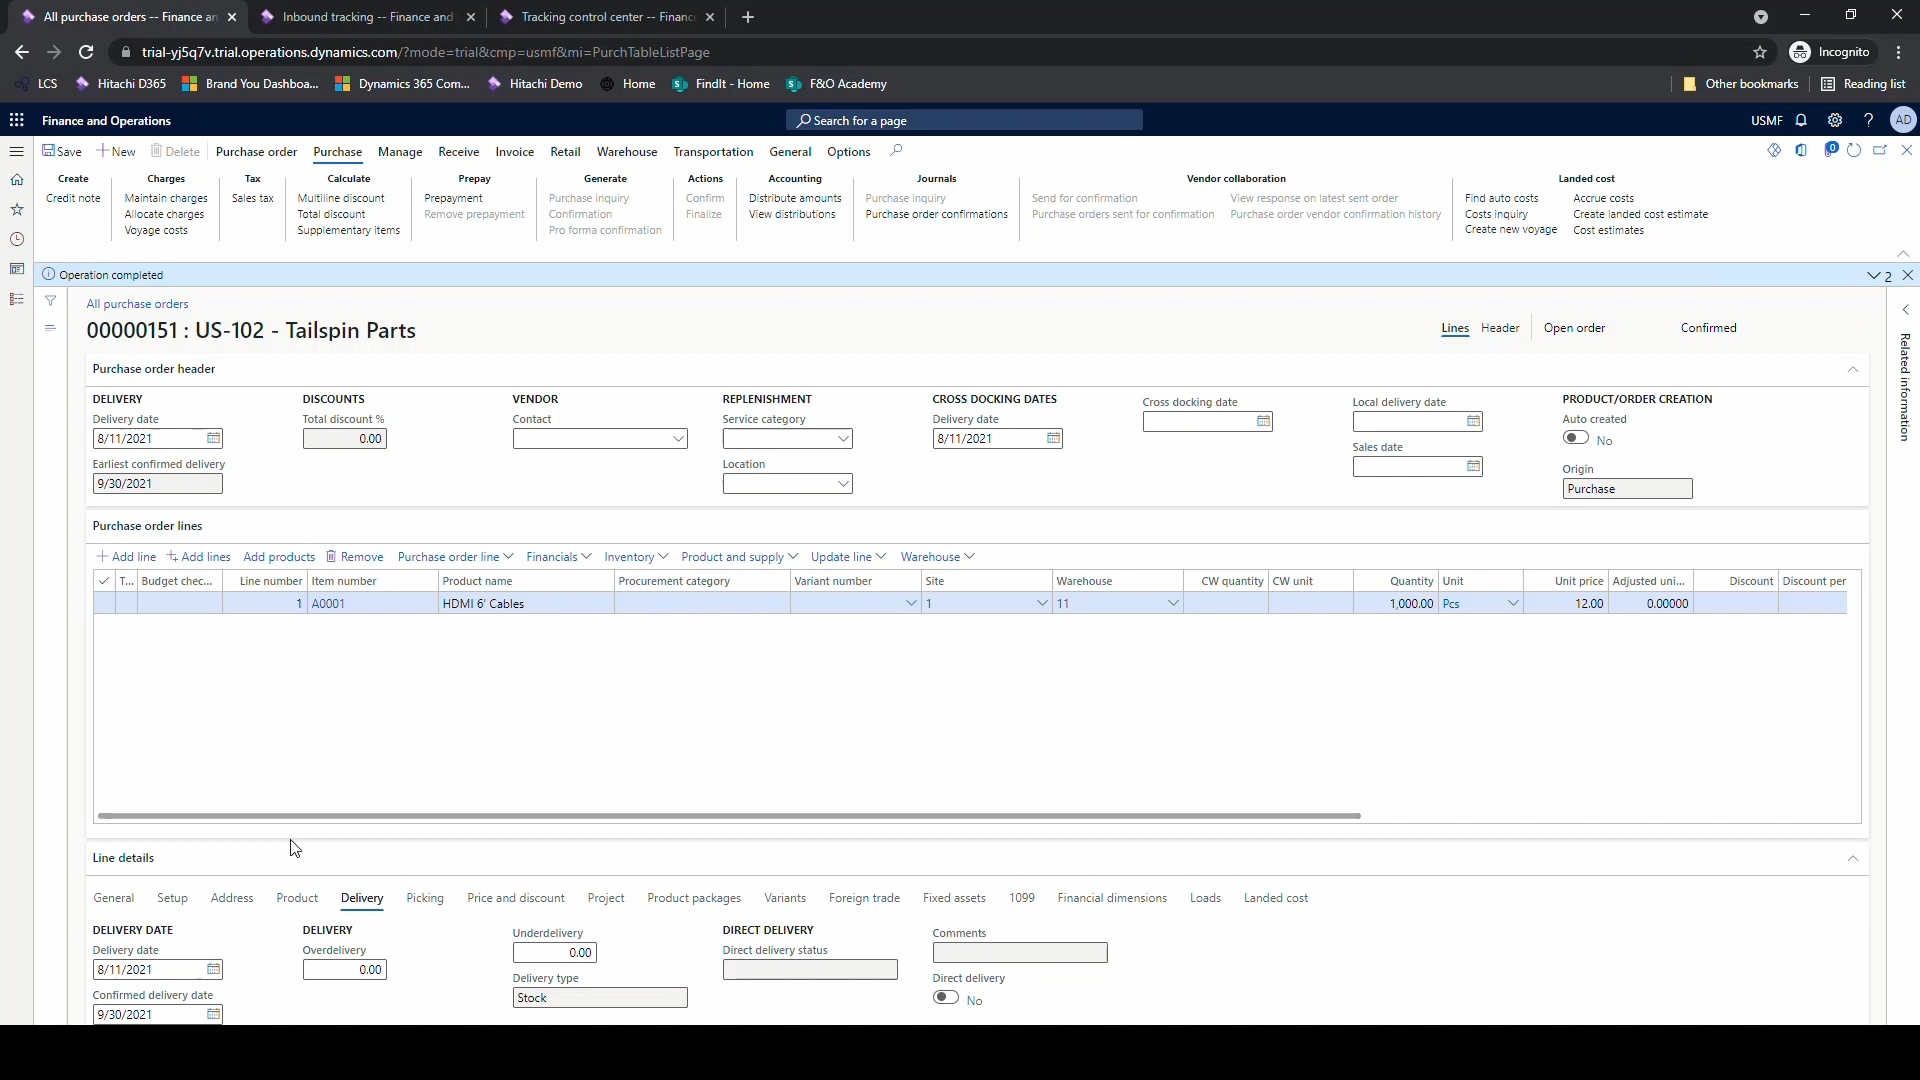 All purchase orders -- Finance an
Inbound tracking -- Finance and
Tracking control center -- Financ
trial-yj5q7v.trial.operations.dynamics.com/?mode=trial&cmp=usmf&mi=PurchTableListPage
Incognito
LCS
Hitachi D365
Brand You Dashboa...
Dynamics 365 Com...
Hitachi Demo
Home
FindIt - Home
F&O Academy
Other bookmarks
Reading list
Finance and Operations
Search for a page
USMF
?
AD
Save
New
Delete
Purchase order
Purchase
Manage
Receive
Invoice
Retail
Warehouse
Transportation
General
Options
0
Create
Credit note
Charges
Maintain charges
Allocate charges
Voyage costs
Tax
Sales tax
Calculate
Multiline discount
Total discount
Supplementary items
Prepay
Prepayment
Remove prepayment
Generate
Purchase inquiry
Confirmation
Pro forma confirmation
Actions
Confirm
Finalize
Accounting
Distribute amounts
View distributions
Journals
Purchase inquiry
Purchase order confirmations
Vendor collaboration
Send for confirmation
Purchase orders sent for confirmation
View response on latest sent order
Purchase order vendor confirmation history
Landed cost
Find auto costs
Costs inquiry
Create new voyage
Accrue costs
Create landed cost estimate
Cost estimates
Operation completed
2
All purchase orders
00000151 : US-102 - Tailspin Parts
Lines
Header
Open order
Confirmed
Related information
Purchase order header
DELIVERY
Delivery date
8/11/2021
Earliest confirmed delivery
9/30/2021
DISCOUNTS
Total discount %
0.00
VENDOR
Contact
REPLENISHMENT
Service category
Location
CROSS DOCKING DATES
Delivery date
8/11/2021
Cross docking date
Local delivery date
Sales date
PRODUCT/ORDER CREATION
Auto created
No
Origin
Purchase
Purchase order lines
Add line
Add lines
Add products
Remove
Purchase order line
Financials
Inventory
Product and supply
Update line
Warehouse
T...
Budget chec...
Line number
Item number
Product name
Procurement category
Variant number
Site
Warehouse
CW quantity
CW unit
Quantity
Unit
Unit price
Adjusted uni...
Discount
Discount per
1
A0001
HDMI 6' Cables
1
11
1,000.00
Pcs
12.00
0.00000
Line details
General
Setup
Address
Product
Delivery
Picking
Price and discount
Project
Product packages
Variants
Foreign trade
Fixed assets
1099
Financial dimensions
Loads
Landed cost
DELIVERY DATE
Delivery date
8/11/2021
Confirmed delivery date
9/30/2021
DELIVERY
Overdelivery
0.00
Underdelivery
0.00
Delivery type
Stock
DIRECT DELIVERY
Direct delivery status
Comments
Direct delivery
No